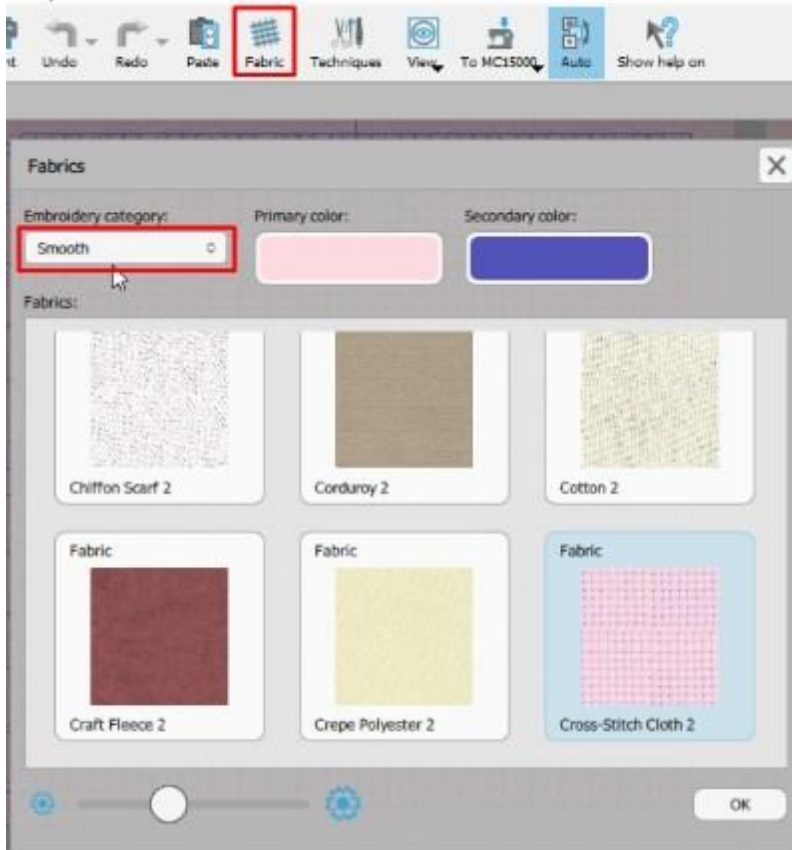 Undo Redo Paste Fabric Techniques View To MC15000 Auto Show help on
Fabrics
Embroidery category: Primary color: Secondary color:
Smooth
Fabrics:
Chiffon Scarf 2 Corduroy 2 Cotton 2
Fabric Fabric Fabric
Craft Fleece 2 Crepe Polyester 2 Cross-Stitch Cloth 2
OK